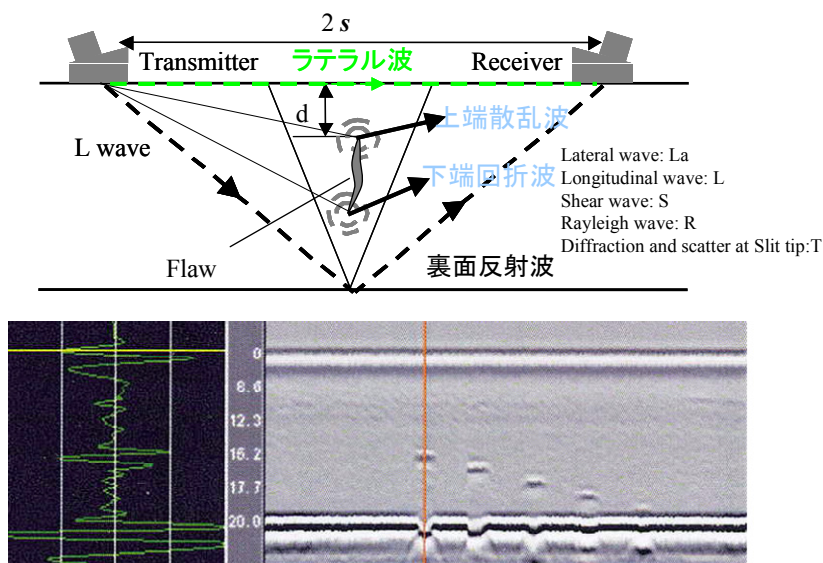 2 s
Transmitter
ラテラル波
Receiver
d
上端散乱波
L wave
下端回折波
Lateral wave: La
Longitudinal wave: L
Shear wave: S
Rayleigh wave: R
Diffraction and scatter at Slit tip:T
Flaw
裏面反射波
0
8.6
12.3
15.2
17.7
20.0